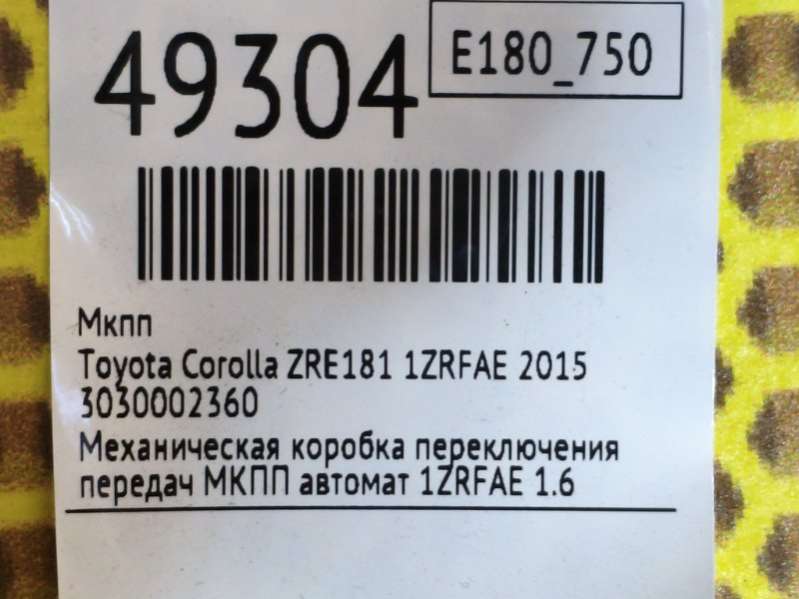 49304
E180_750
Мкпп
Toyota Corolla ZRE181 1ZRFAE 2015
3030002360
Механическая коробка переключения
передач МКПП автомат 1ZRFAE 1.6